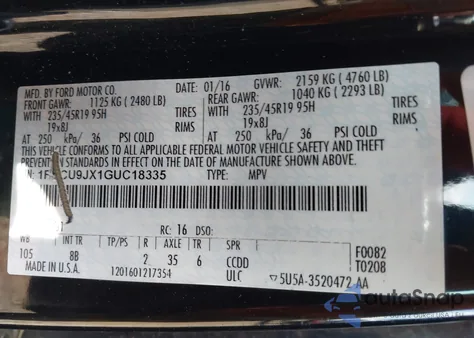 MFD. BY FORD MOTOR CO.
DATE: 01/16 GVWR: 2159 KG ( 4760 LB)
FRONT GAWR: 1125 KG ( 2480 LB) REAR GAWR: 1040 KG ( 2293 LB)
WITH 235/45R19 95H TIRES WITH 235/45R19 95H TIRES
19x8J RIMS 19x8J RIMS
AT 250 kPa/ 36 PSI COLD AT 250 kPa/ 36 PSI COLD
THIS VEHICLE CONFORMS TO ALL APPLICABLE FEDERAL MOTOR VEHICLE SAFETY AND THEFT
PREVENTION STANDARDS IN EFFECT ON THE DATE OF MANUFACTURE SHOWN ABOVE.
CU9JX1GUC18335 TYPE: MPV
RC: 16 DSO:
WB INT TR TP/PS R AXLE TR SPR F0082
105 8B 2 35 6 CCDD T0208
MADE IN U.S.A. 1201601217354 ULC 5U5A-3520472 AA
autoSnap